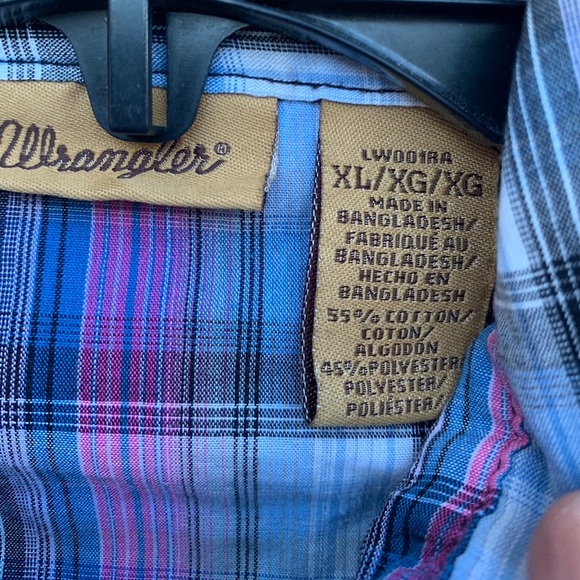 Wrangler®
LW001RA
XL/XG/XG
MADE IN
BANGLADESH/
FABRIQUÉ AU
BANGLADESH/
HECHO EN
BANGLADESH
55% COTTON/
COTON/
ALGODÓN
45%POLYESTER/
POLYESTER/
POLIÉSTER/